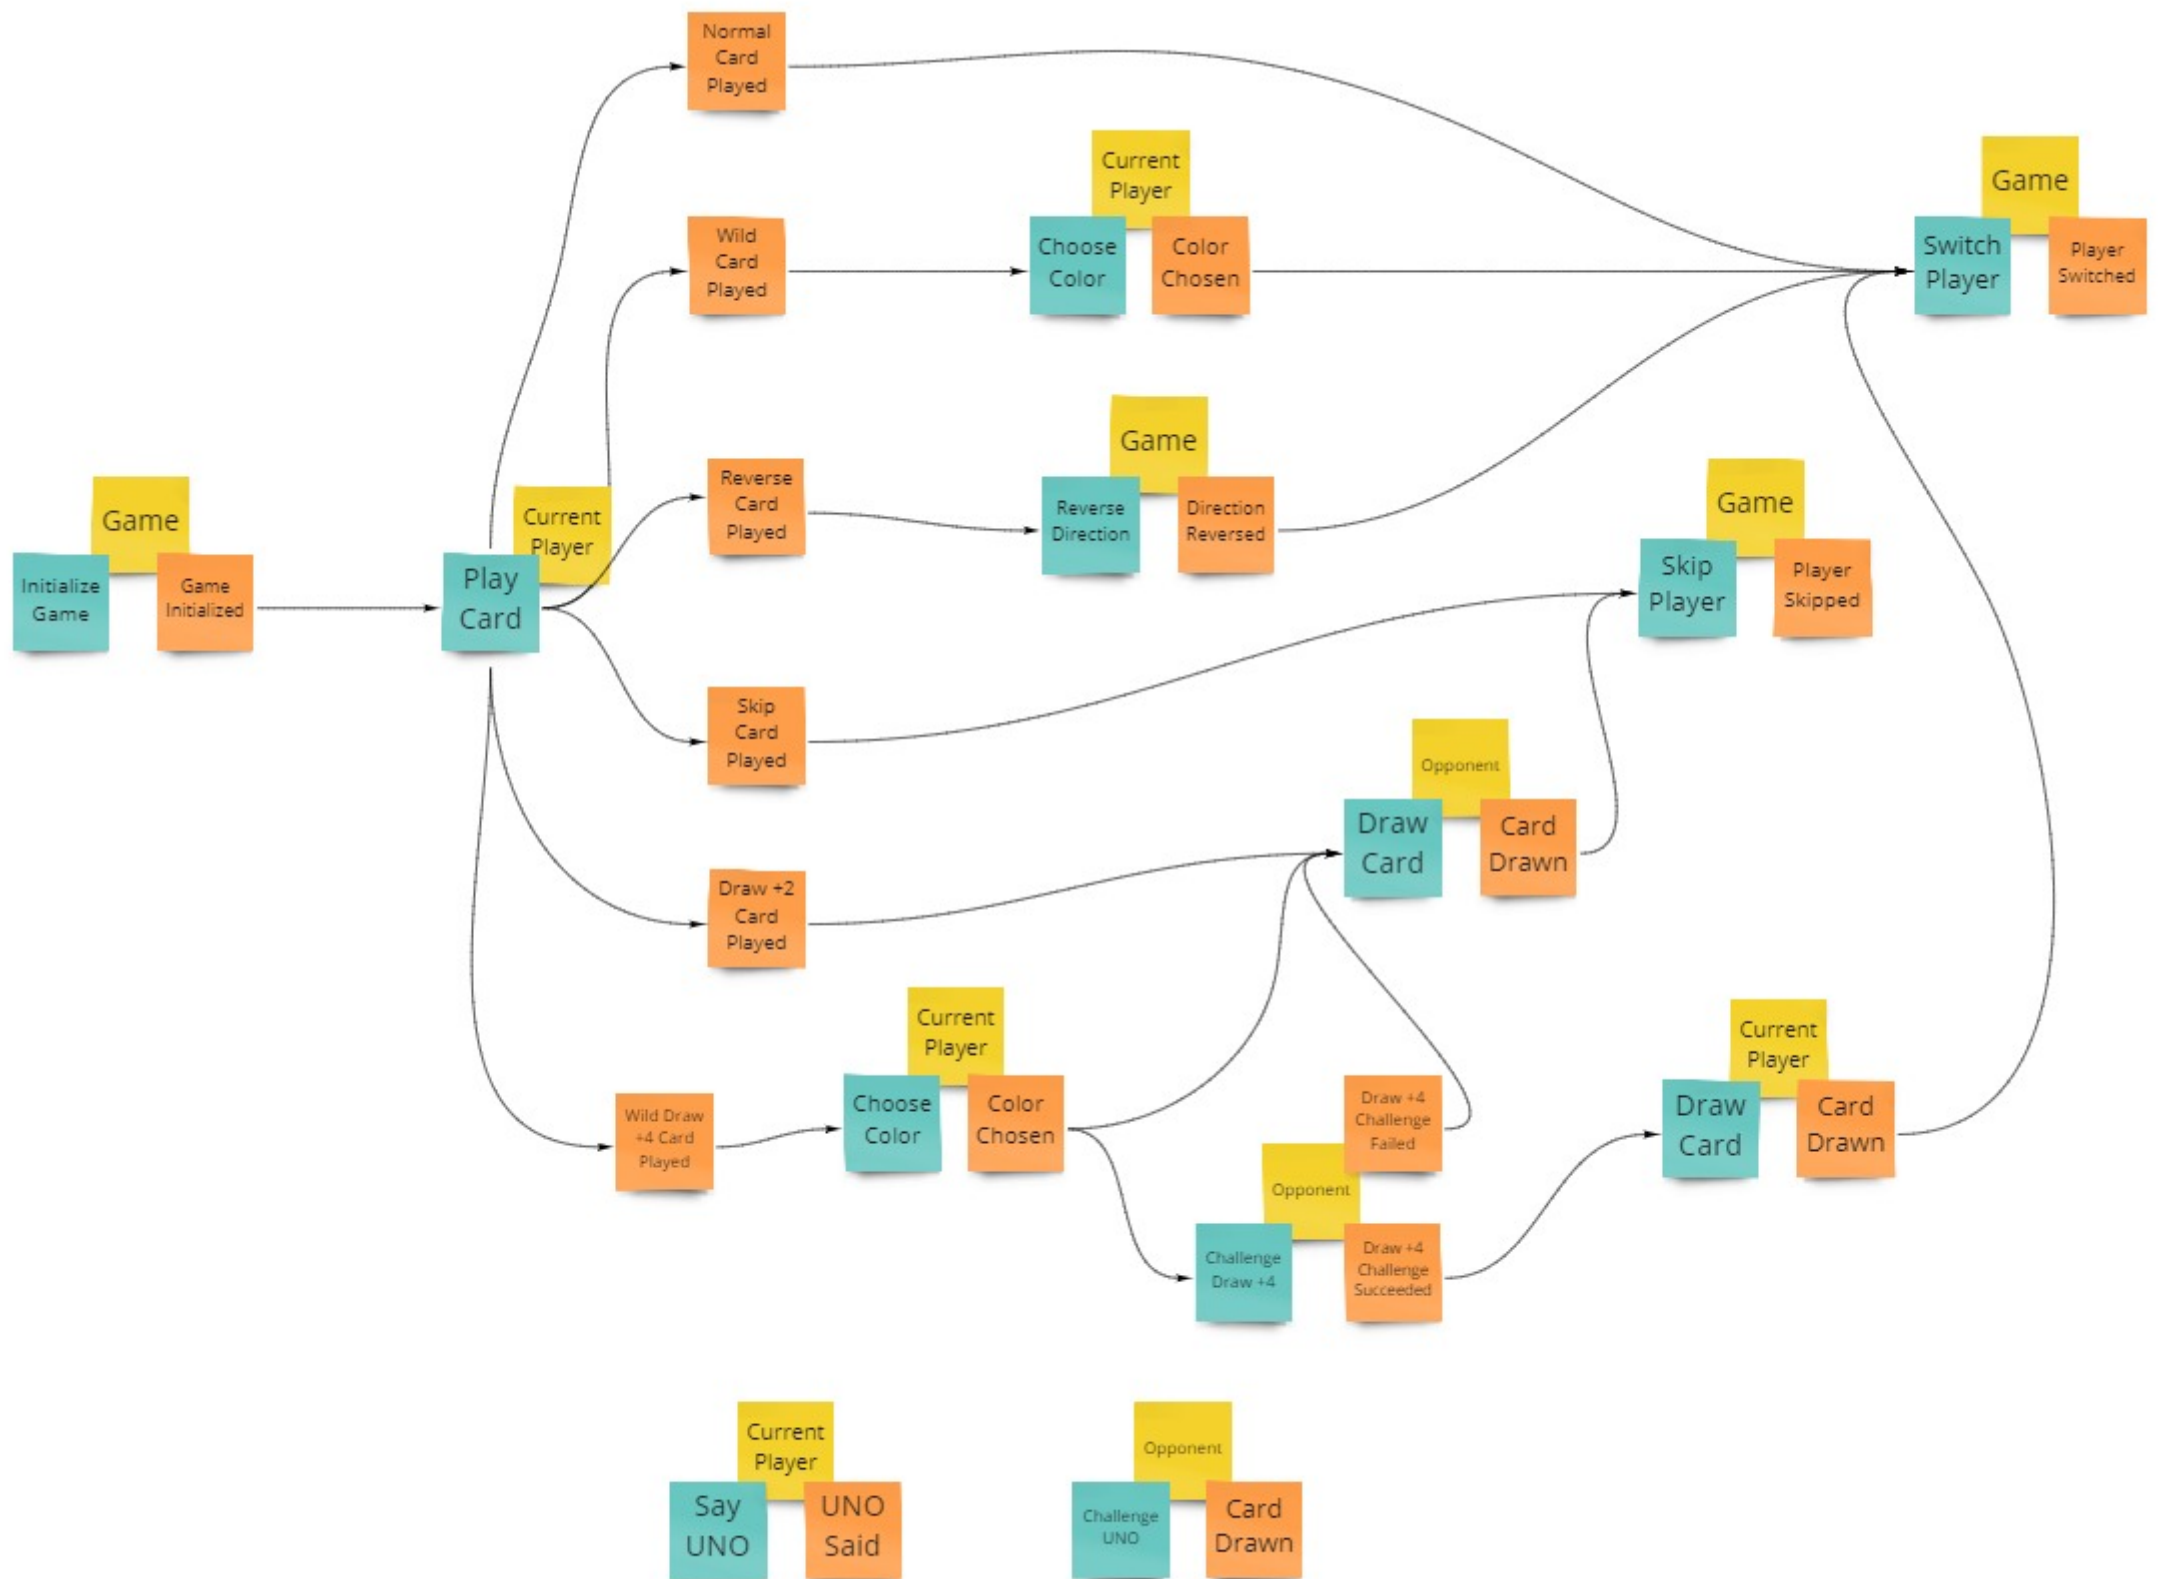 Normal
Card
Played
Current
Player
Game
Wild
Card
Played
Choose
Color
Color
Chosen
Switch
Player
Player
Switched
Game
Game
Game
Current
Player
Reverse
Card
Played
Reverse
Direction
Direction
Reversed
Initialize
Game
Game
Initialized
Play
Card
Skip
Player
Player
Skipped
Skip
Card
Played
Opponent
Draw
Card
Card
Drawn
Draw +2
Card
Played
Current
Player
Current
Player
Wild Draw
+4 Card
Played
Choose
Color
Color
Chosen
Draw +4
Challenge
Failed
Draw
Card
Card
Drawn
Opponent
Challenge
Draw +4
Draw +4
Challenge
Succeeded
Current
Player
Opponent
Say
UNO
UNO
Said
Challenge
UNO
Card
Drawn